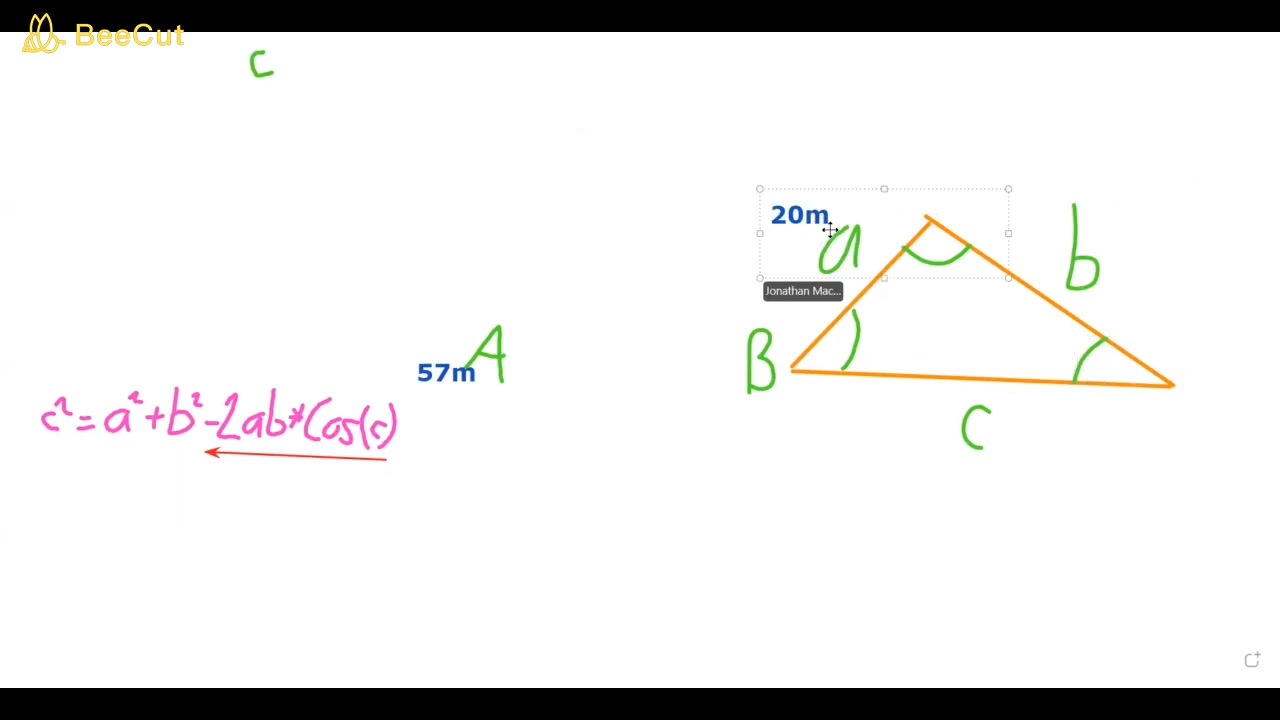 BeeCut
c
20m
a
b
Jonathan Mac...
A
B
57m
c² = a² + b² - 2ab * Cos(c)
C